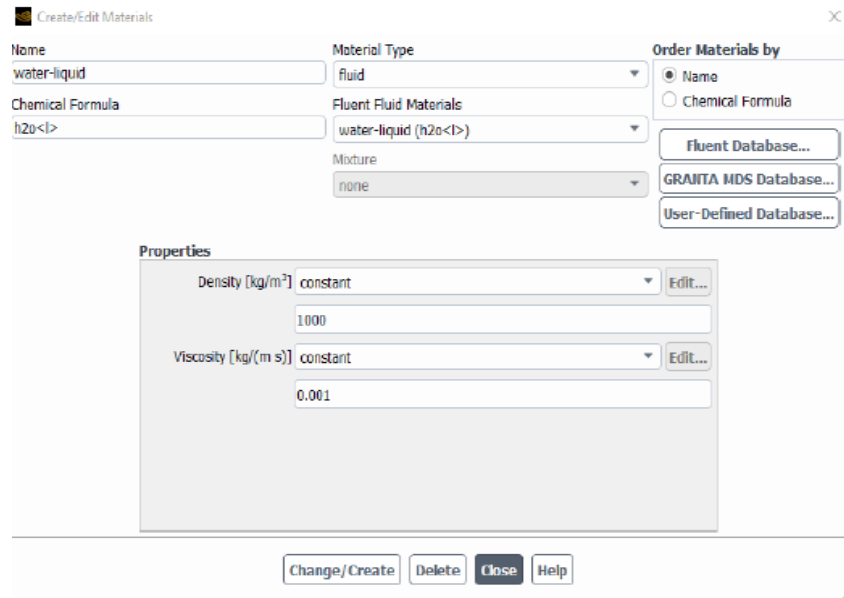 Create/Edit Materials
Name
Material Type
Order Materials by
water-liquid
fluid
Name
Chemical Formula
Chemical Formula
Fluent Fluid Materials
h2o<l>
water-liquid (h2o<l>)
Fluent Database...
Mixture
none
GRANTA MDS Database...
User-Defined Database...
Properties
Density [kg/m³] constant Edit...
1000
Viscosity [kg/(m s)] constant Edit...
0.001
Change/Create Delete Close Help